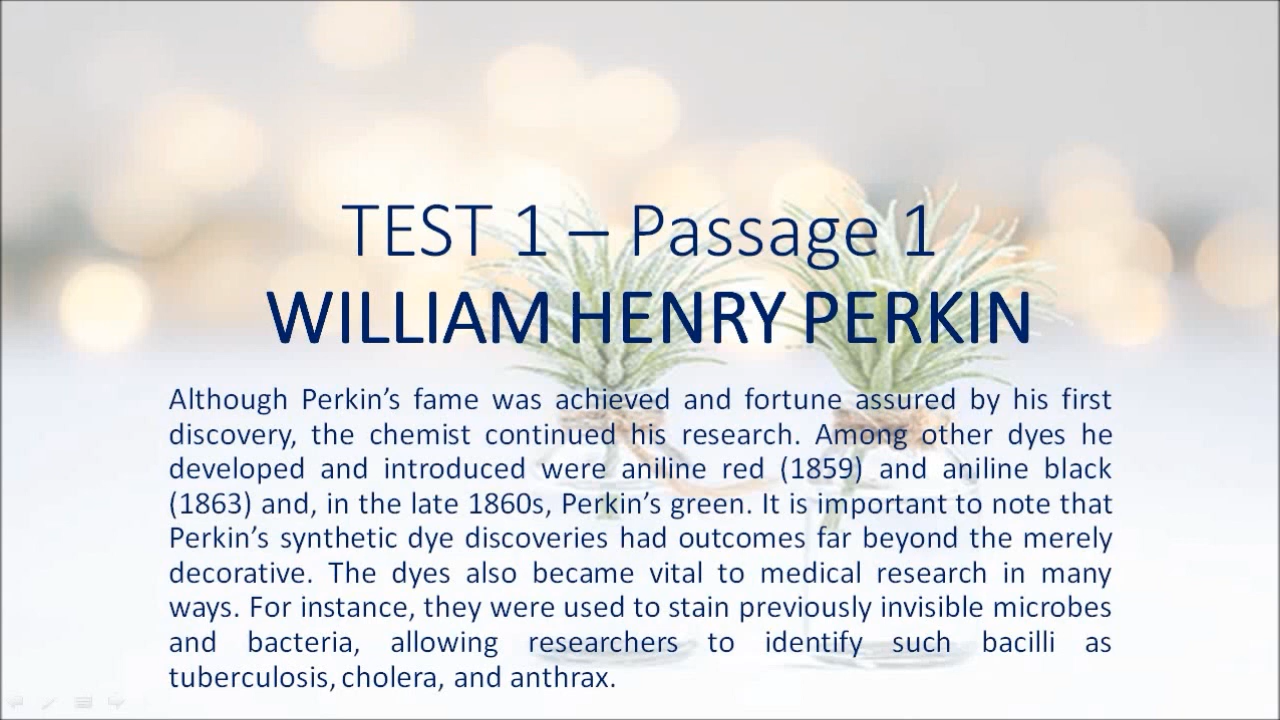 TEST 1 – Passage 1
WILLIAM HENRY PERKIN
Although Perkin’s fame was achieved and fortune assured by his first
discovery, the chemist continued his research. Among other dyes he
developed and introduced were aniline red (1859) and aniline black
(1863) and, in the late 1860s, Perkin’s green. It is important to note that
Perkin’s synthetic dye discoveries had outcomes far beyond the merely
decorative. The dyes also became vital to medical research in many
ways. For instance, they were used to stain previously invisible microbes
and bacteria, allowing researchers to identify such bacilli as
tuberculosis, cholera, and anthrax.